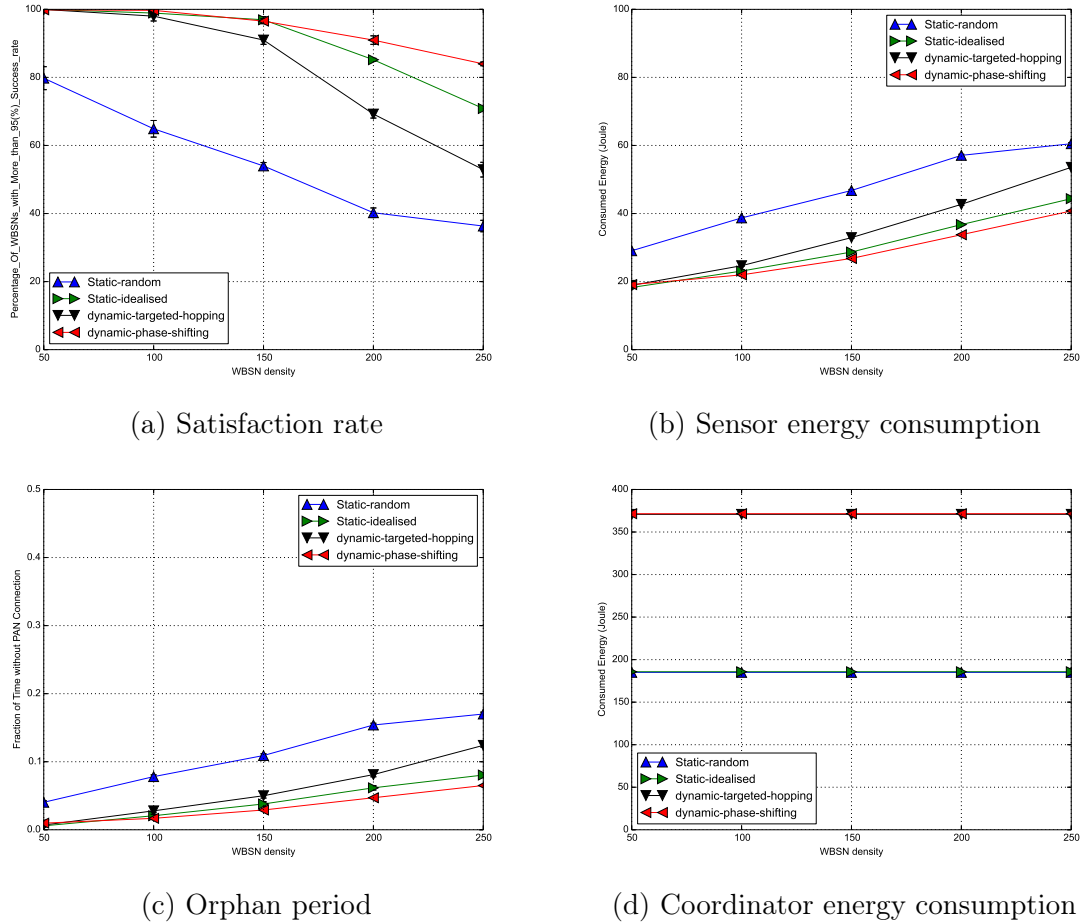 Percentage_Of_WBSNs_with_More_than_95(%)_Success_rate
100
80
60
40
20
0
50 100 150 200 250
WBSN density
Static-random
Static-idealised
dynamic-targeted-hopping
dynamic-phase-shifting
(a) Satisfaction rate
Consumed Energy (Joule)
100
80
60
40
20
0
50 100 150 200 250
WBSN density
Static-random
Static-idealised
dynamic-targeted-hopping
dynamic-phase-shifting
(b) Sensor energy consumption
Fraction of Time without PAN Connection
0.5
0.4
0.3
0.2
0.1
0.0
50 100 150 200 250
WBSN density
Static-random
Static-idealised
dynamic-targeted-hopping
dynamic-phase-shifting
(c) Orphan period
Consumed Energy (Joule)
400
350
300
250
200
150
100
50
0
50 100 150 200 250
WBSN density
Static-random
Static-idealised
dynamic-targeted-hopping
dynamic-phase-shifting
(d) Coordinator energy consumption